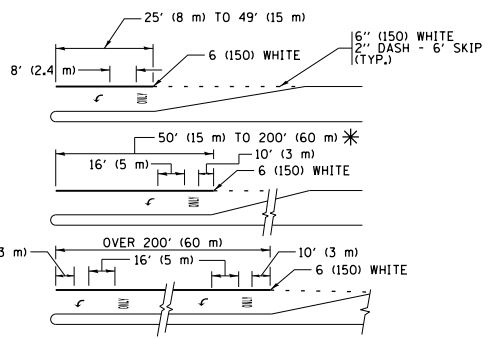 25' (8 m) TO 49' (15 m)
6" (150) WHITE
2" DASH - 6' SKIP
(TYP.)
6 (150) WHITE
8' (2.4 m)
ONLY
50' (15 m) TO 200' (60 m) *
16' (5 m)
10' (3 m)
6 (150) WHITE
ONLY
OVER 200' (60 m)
3 m)
16' (5 m)
10' (3 m)
6 (150) WHITE
ONLY
ONLY